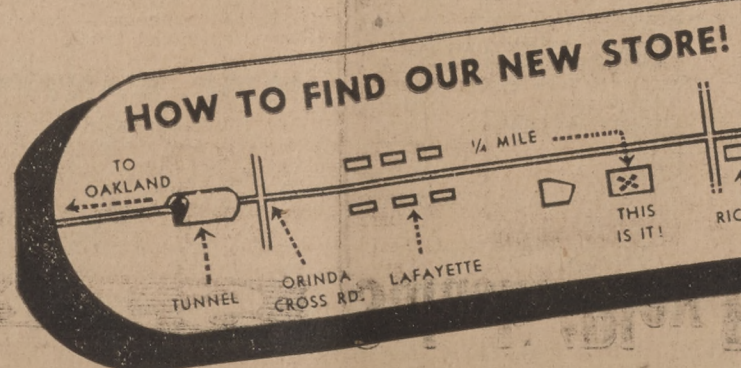 HOW TO FIND OUR NEW STORE!
¼ MILE
TO
OAKLAND
THIS
IS IT!
TUNNEL
ORINDA
CROSS RD.
LAFAYETTE